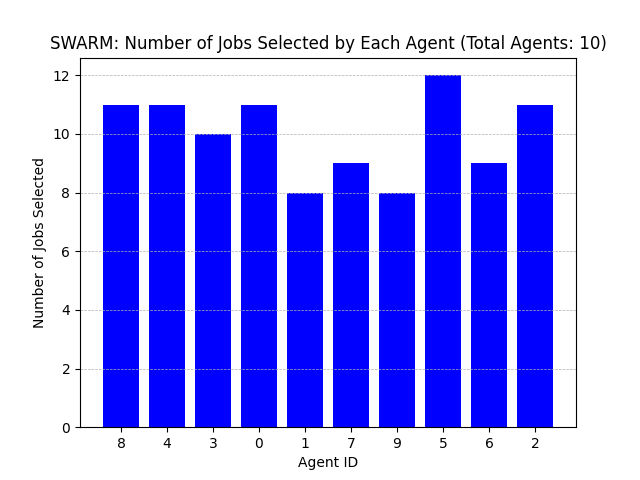 SWARM: Number of Jobs Selected by Each Agent (Total Agents: 10)
12
10
8
6
4
2
0
Number of Jobs Selected
8 4 3 0 1 7 9 5 6 2
Agent ID